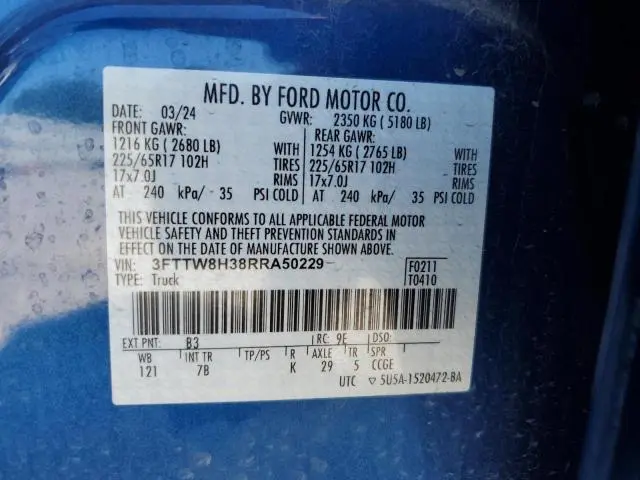 MFD. BY FORD MOTOR CO.
DATE: 03/24 GVWR: 2350 KG ( 5180 LB)
FRONT GAWR: REAR GAWR:
1216 KG ( 2680 LB) WITH 1254 KG ( 2765 LB) WITH
225/65R17 102H TIRES 225/65R17 102H TIRES
17x7.0J RIMS 17x7.0J RIMS
AT 240 kPa/ 35 PSI COLD AT 240 kPa/ 35 PSI COLD
THIS VEHICLE CONFORMS TO ALL APPLICABLE FEDERAL MOTOR
VEHICLE SAFETY AND THEFT PREVENTION STANDARDS IN
EFFECT ON THE DATE OF MANUFACTURE SHOWN ABOVE.
VIN: 3FTTW8H38RRA50229 F0211
TYPE: Truck T0410
EXT PNT: B3 RC: 9E DSO:
WB INT TR TP/PS R AXLE TR SPR
121 7B K 29 5 CCGE
UTC ▽ 5U5A-1520472-BA